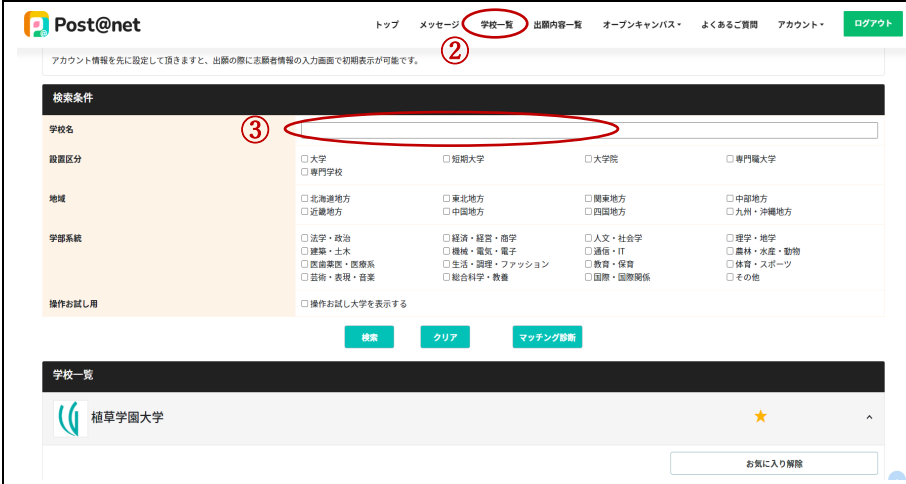 Post@net
トップ メッセージ 学校一覧 出願内容一覧 オープンキャンパス よくあるご質問 アカウント ログアウト
②
アカウント情報を先に設定して頂きますと、出願の際に志願者情報の入力画面で初期表示が可能です。
検索条件
学校名 ③
設置区分 大学 短期大学 大学院 専門職大学
専門学校
地域 北海道地方 東北地方 関東地方 中部地方
近畿地方 中国地方 四国地方 九州・沖縄地方
学部系統 法学・政治 経済・経営・商学 人文・社会学 理学・地学
建築・土木 機械・電気・電子 通信・IT 農林・水産・動物
医歯薬医・医療系 生活・調理・ファッション 教育・保育 体育・スポーツ
芸術・表現・音楽 総合科学・教養 国際・国際関係 その他
操作お試し用 操作お試し大学を表示する
検索 クリア マッチング診断
学校一覧
植草学園大学
お気に入り解除